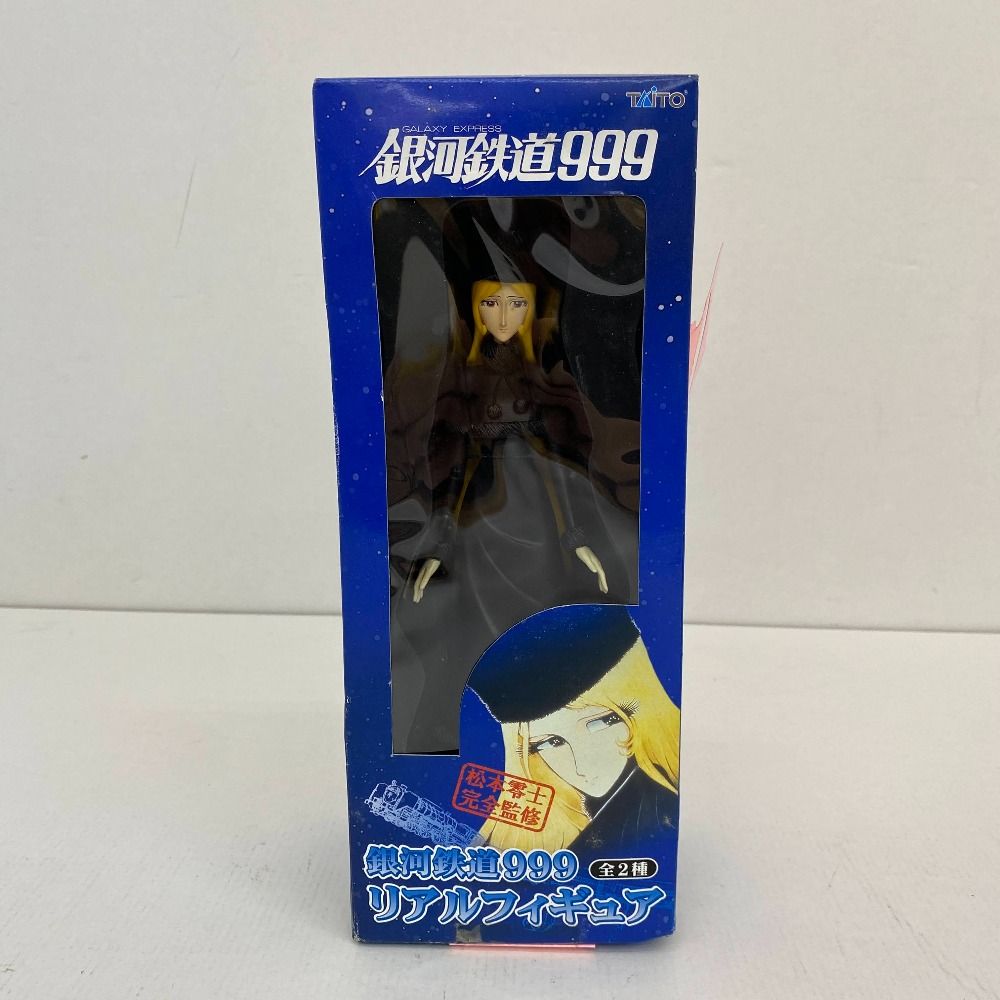 TAITO
GALAXY EXPRESS
銀河鉄道999
松本零士
完全監修
銀河鉄道999
全2種
リアルフィギュア